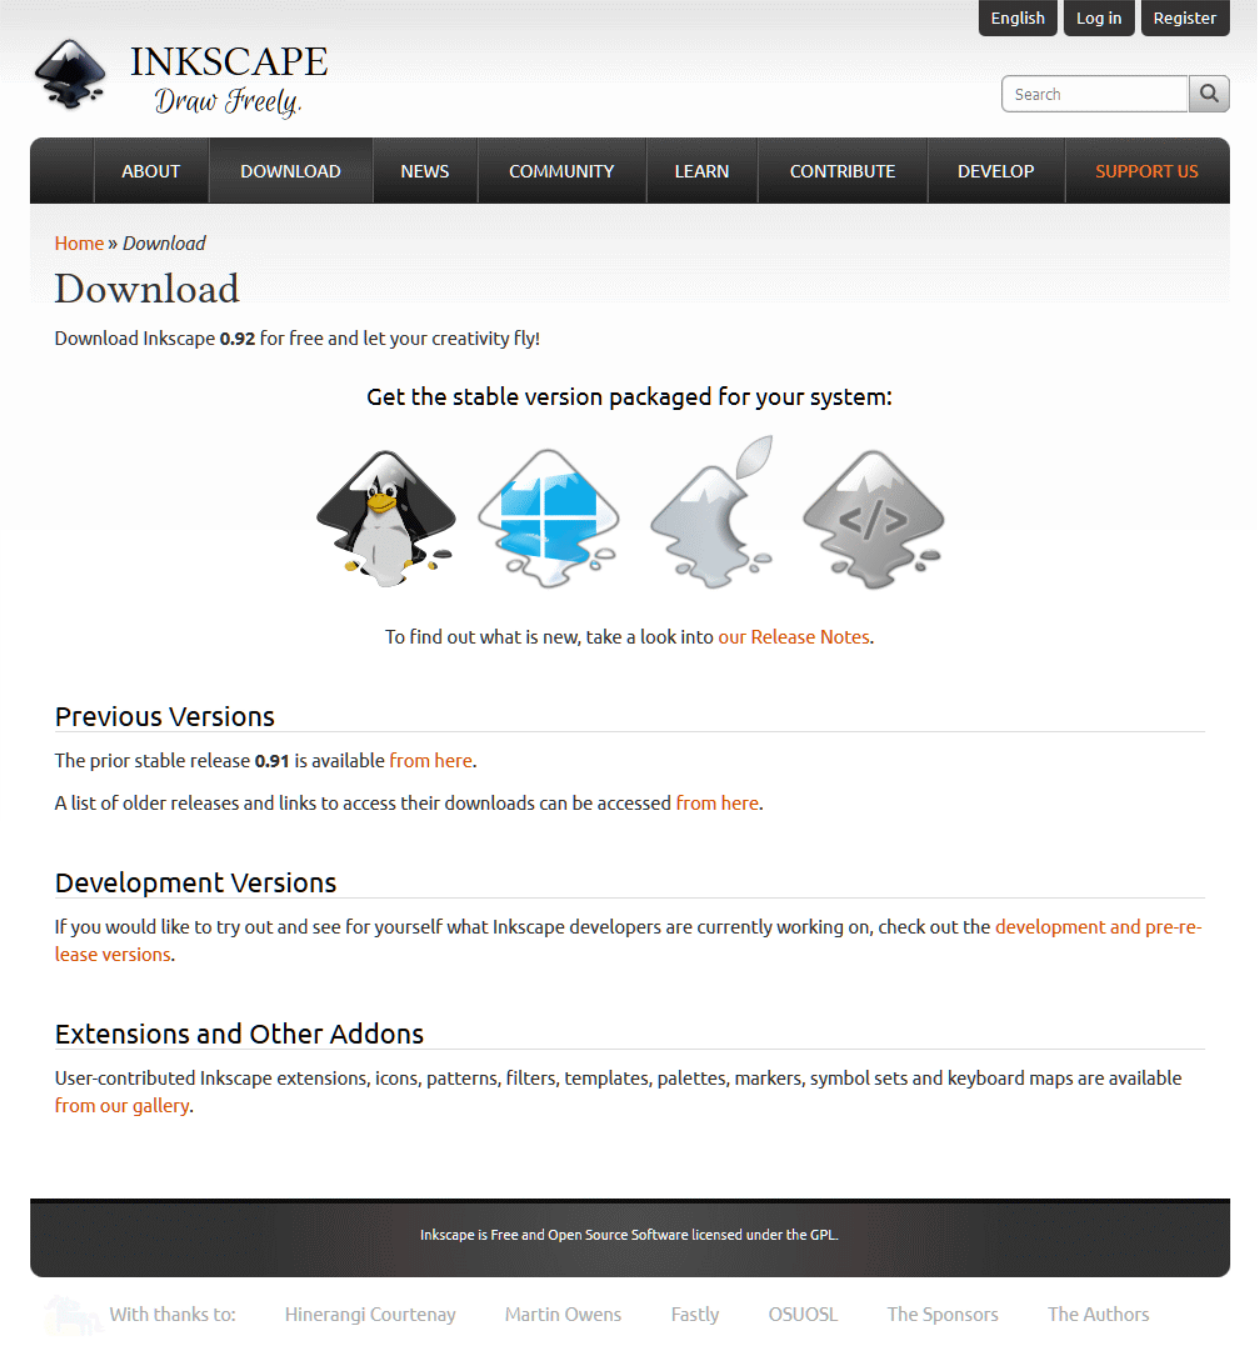 English Log in Register
INKSCAPE
Draw Freely.
Search
ABOUT DOWNLOAD NEWS COMMUNITY LEARN CONTRIBUTE DEVELOP SUPPORT US
Home » Download
Download
Download Inkscape 0.92 for free and let your creativity fly!
Get the stable version packaged for your system:
</>
To find out what is new, take a look into our Release Notes.
Previous Versions
The prior stable release 0.91 is available from here.
A list of older releases and links to access their downloads can be accessed from here.
Development Versions
If you would like to try out and see for yourself what Inkscape developers are currently working on, check out the development and pre-re-
lease versions.
Extensions and Other Addons
User-contributed Inkscape extensions, icons, patterns, filters, templates, palettes, markers, symbol sets and keyboard maps are available
from our gallery.
Inkscape is Free and Open Source Software licensed under the GPL.
With thanks to: Hinerangi Courtenay Martin Owens Fastly OSUOSL The Sponsors The Authors